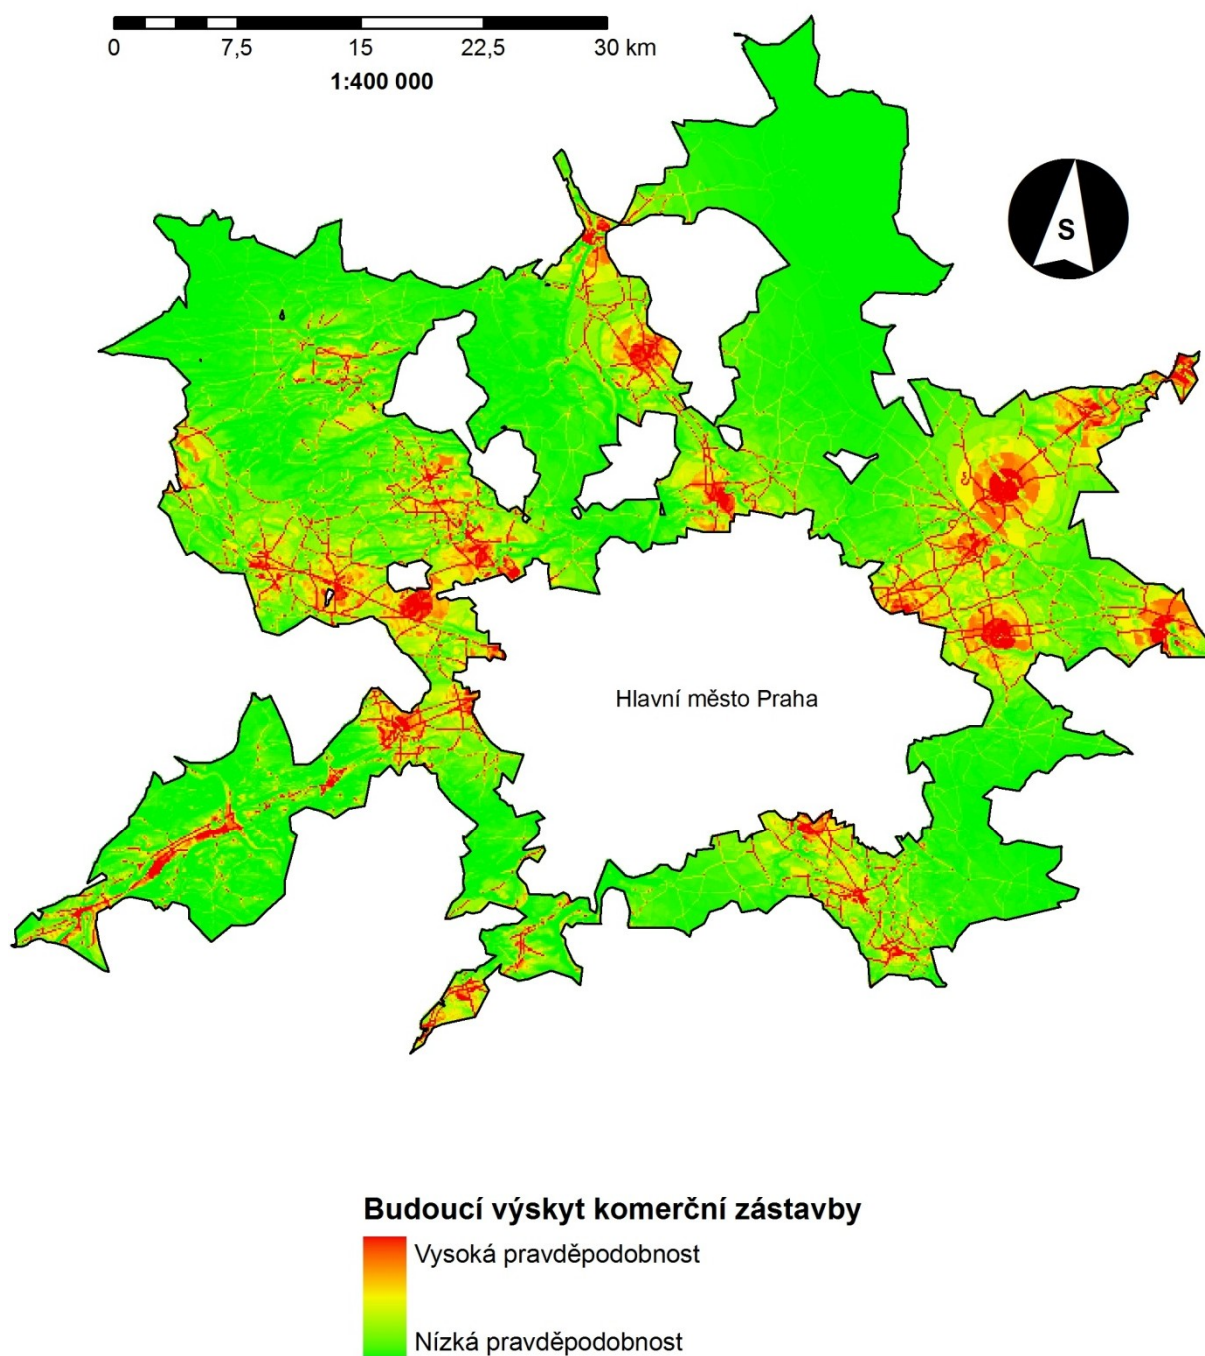 0 7,5 15 22,5 30 km
1:400 000
S
Hlavní město Praha
Budoucí výskyt komerční zástavby
Vysoká pravděpodobnost
Nízká pravděpodobnost